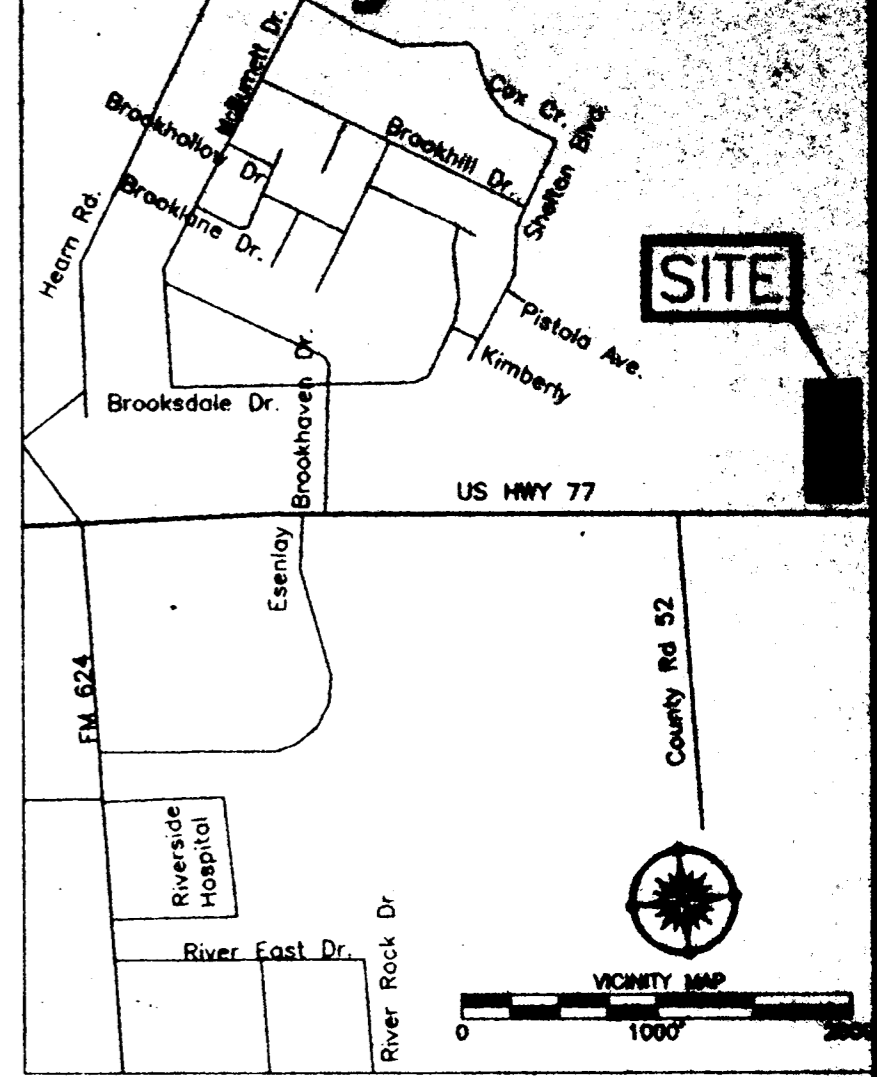 McBurnett Dr.
Cox Cr.
Brookhollow Dr.
Brookhill Dr.
Shelton Blvd.
Brooklane Dr.
Hearn Rd.
SITE
Pistola Ave.
Kimberly
Brooksdale Dr.
Brookhaven Dr.
US HWY 77
Esenlay
County Rd 52
FM 624
Riverside
Hospital
River East Dr.
River Rock Dr
VICINITY MAP
0 1000' 2000